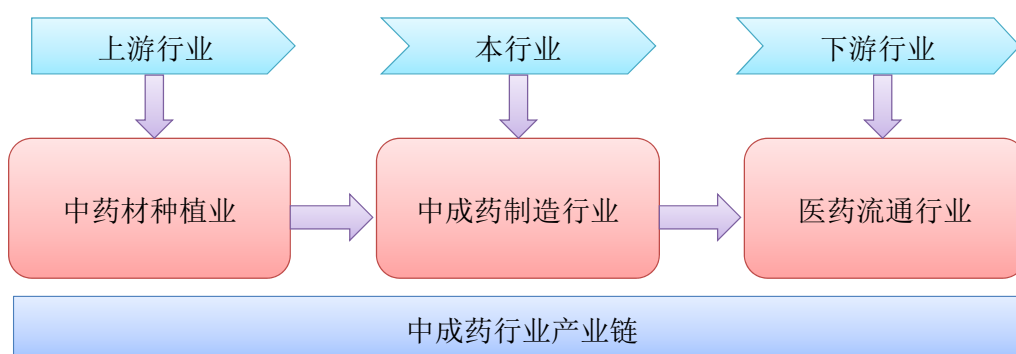 上游行业
本行业
下游行业
中药材种植业
中成药制造行业
医药流通行业
中成药行业产业链